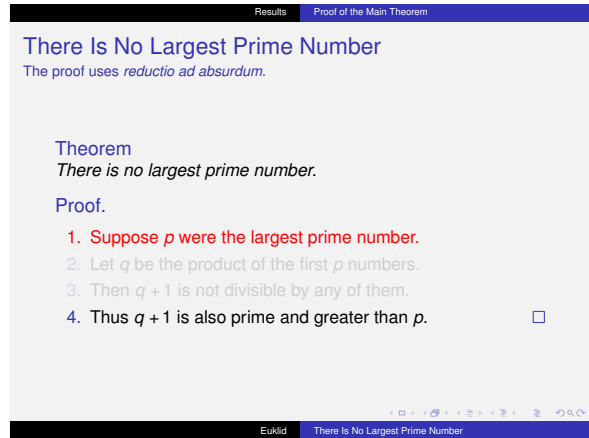 Results Proof of the Main Theorem
There Is No Largest Prime Number
The proof uses reductio ad absurdum.
Theorem
There is no largest prime number.
Proof.
1. Suppose p were the largest prime number.
2. Let q be the product of the first p numbers.
3. Then q + 1 is not divisible by any of them.
4. Thus q + 1 is also prime and greater than p.
Euklid There Is No Largest Prime Number